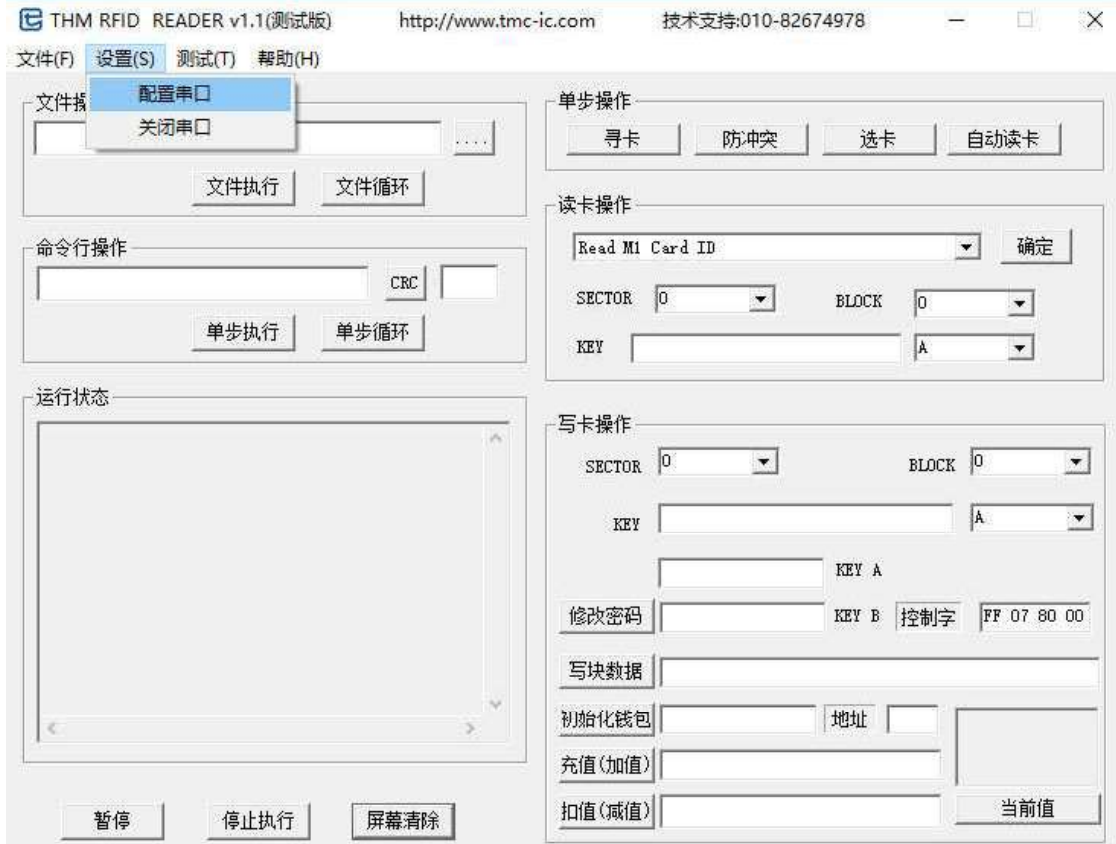 THM RFID READER v1.1(测试版) http://www.tmc-ic.com 技术支持:010-82674978
文件(F) 设置(S) 测试(T) 帮助(H)
配置串口
关闭串口
文件操
....
文件执行 文件循环
命令行操作
CRC
单步执行 单步循环
运行状态
暂停 停止执行 屏幕清除
单步操作
寻卡 防冲突 选卡 自动读卡
读卡操作
Read M1 Card ID 确定
SECTOR 0 BLOCK 0
KEY A
写卡操作
SECTOR 0 BLOCK 0
KEY A
KEY A
修改密码 KEY B 控制字 FF 07 80 00
写块数据
初始化钱包 地址
充值(加值)
扣值(减值) 当前值